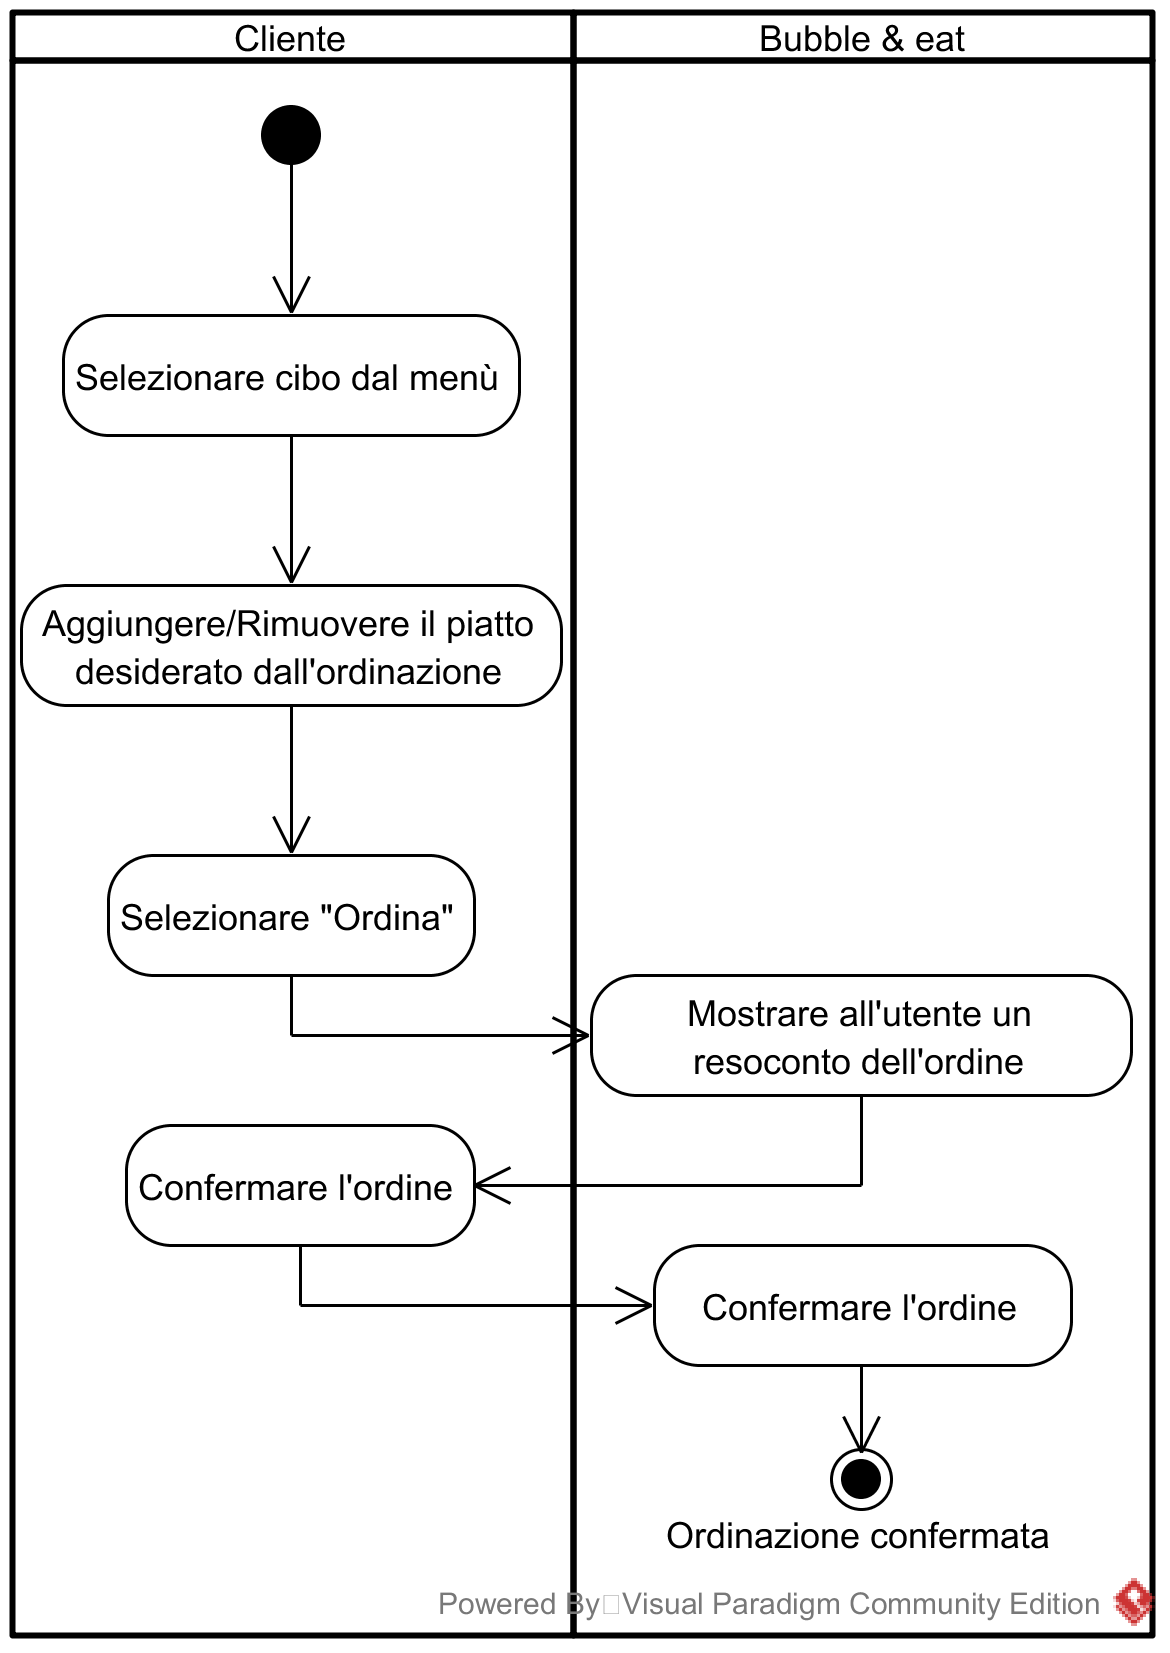 Cliente
Bubble & eat
Selezionare cibo dal menù
Aggiungere/Rimuovere il piatto
desiderato dall'ordinazione
Selezionare "Ordina"
Mostrare all'utente un
resoconto dell'ordine
Confermare l'ordine
Confermare l'ordine
Ordinazione confermata
Powered By Visual Paradigm Community Edition